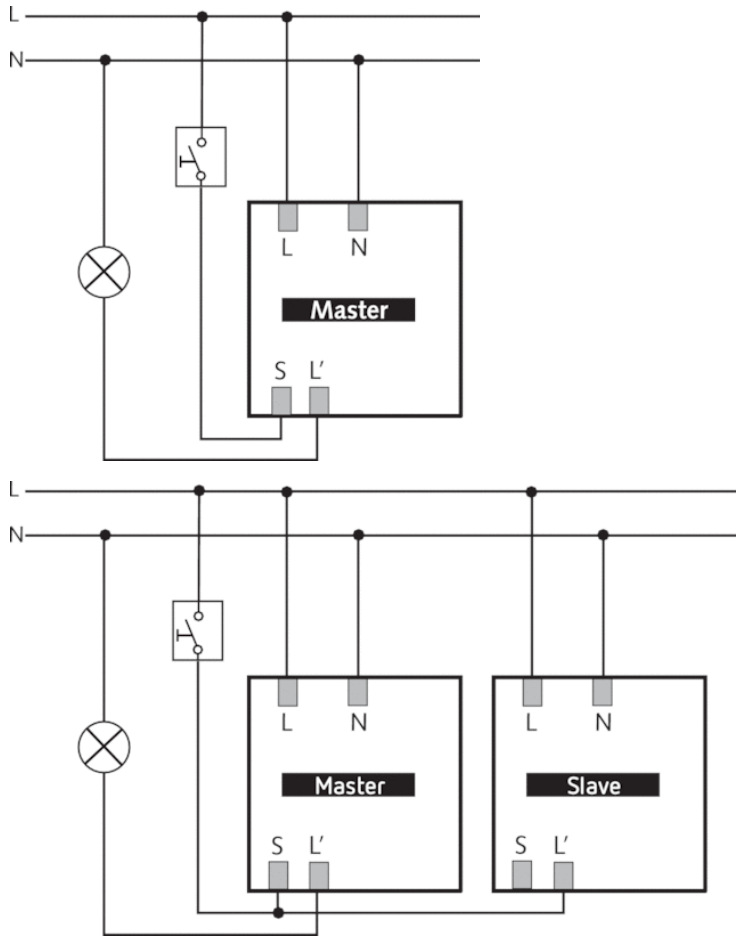 L
N
L N
Master
S L′
L
N
L N L N
Master Slave
S L′ S L′